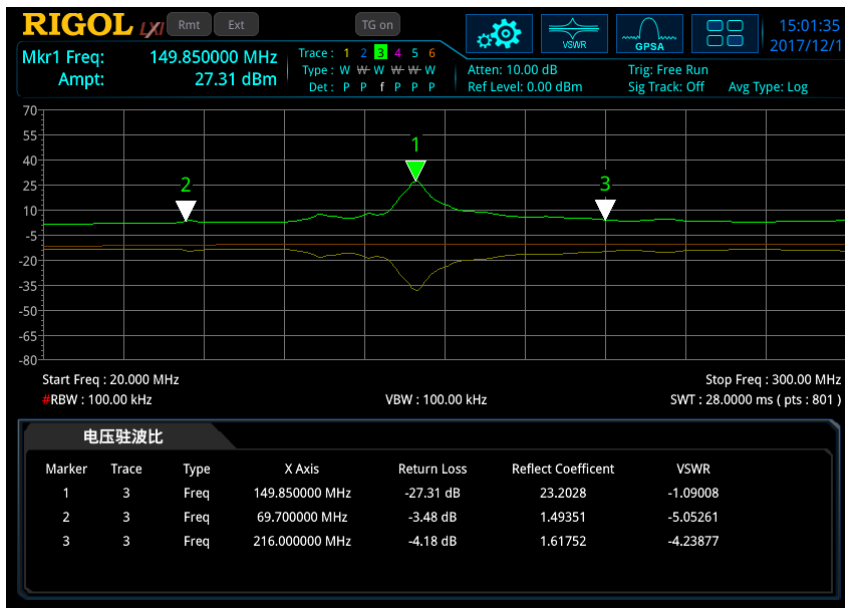 RIGOL LXI Rmt Ext TG on VSWR GPSA 15:01:35
2017/12/1
Mkr1 Freq: 149.850000 MHz
Ampt: 27.31 dBm
Trace : 1 2 3 4 5 6
Type : W W W W W W
Det : P P f P P P
Atten: 10.00 dB
Ref Level: 0.00 dBm
Trig: Free Run
Sig Track: Off Avg Type: Log
70
55
40
25
10
-5
-20
-35
-50
-65
-80
1
2
3
Start Freq : 20.000 MHz Stop Freq : 300.00 MHz
#RBW : 100.00 kHz VBW : 100.00 kHz SWT : 28.0000 ms ( pts : 801 )
电压驻波比
Marker Trace Type X Axis Return Loss Reflect Coefficent VSWR
1 3 Freq 149.850000 MHz -27.31 dB 23.2028 -1.09008
2 3 Freq 69.700000 MHz -3.48 dB 1.49351 -5.05261
3 3 Freq 216.000000 MHz -4.18 dB 1.61752 -4.23877